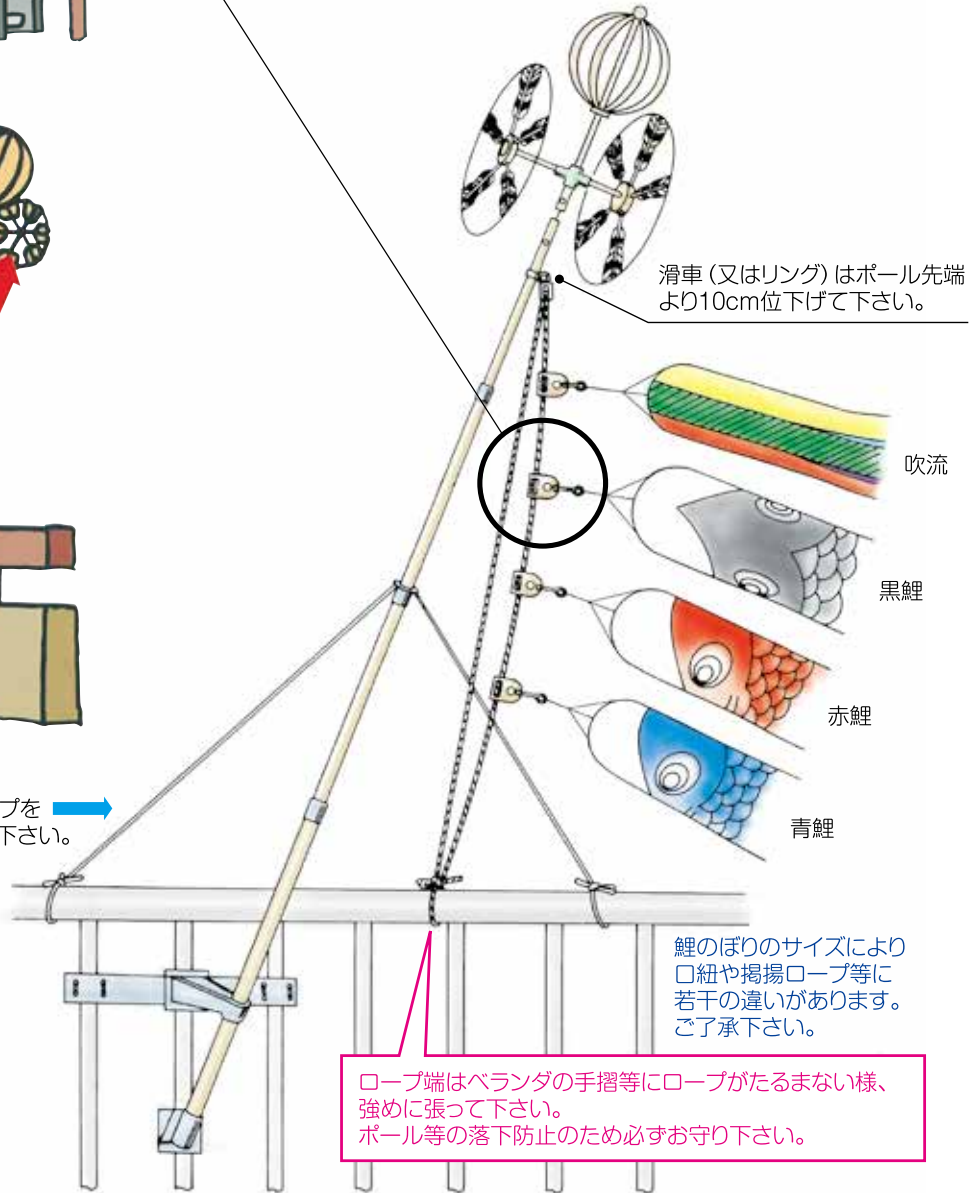 滑車（又はリング）はポール先端
より10cm位下げて下さい。
吹流
黒鯉
赤鯉
青鯉
プを
下さい。
鯉のぼりのサイズにより
口紐や掲揚ロープ等に
若干の違いがあります。
ご了承下さい。
ロープ端はベランダの手摺等にロープがたるまない様、
強めに張って下さい。
ポール等の落下防止のため必ずお守り下さい。